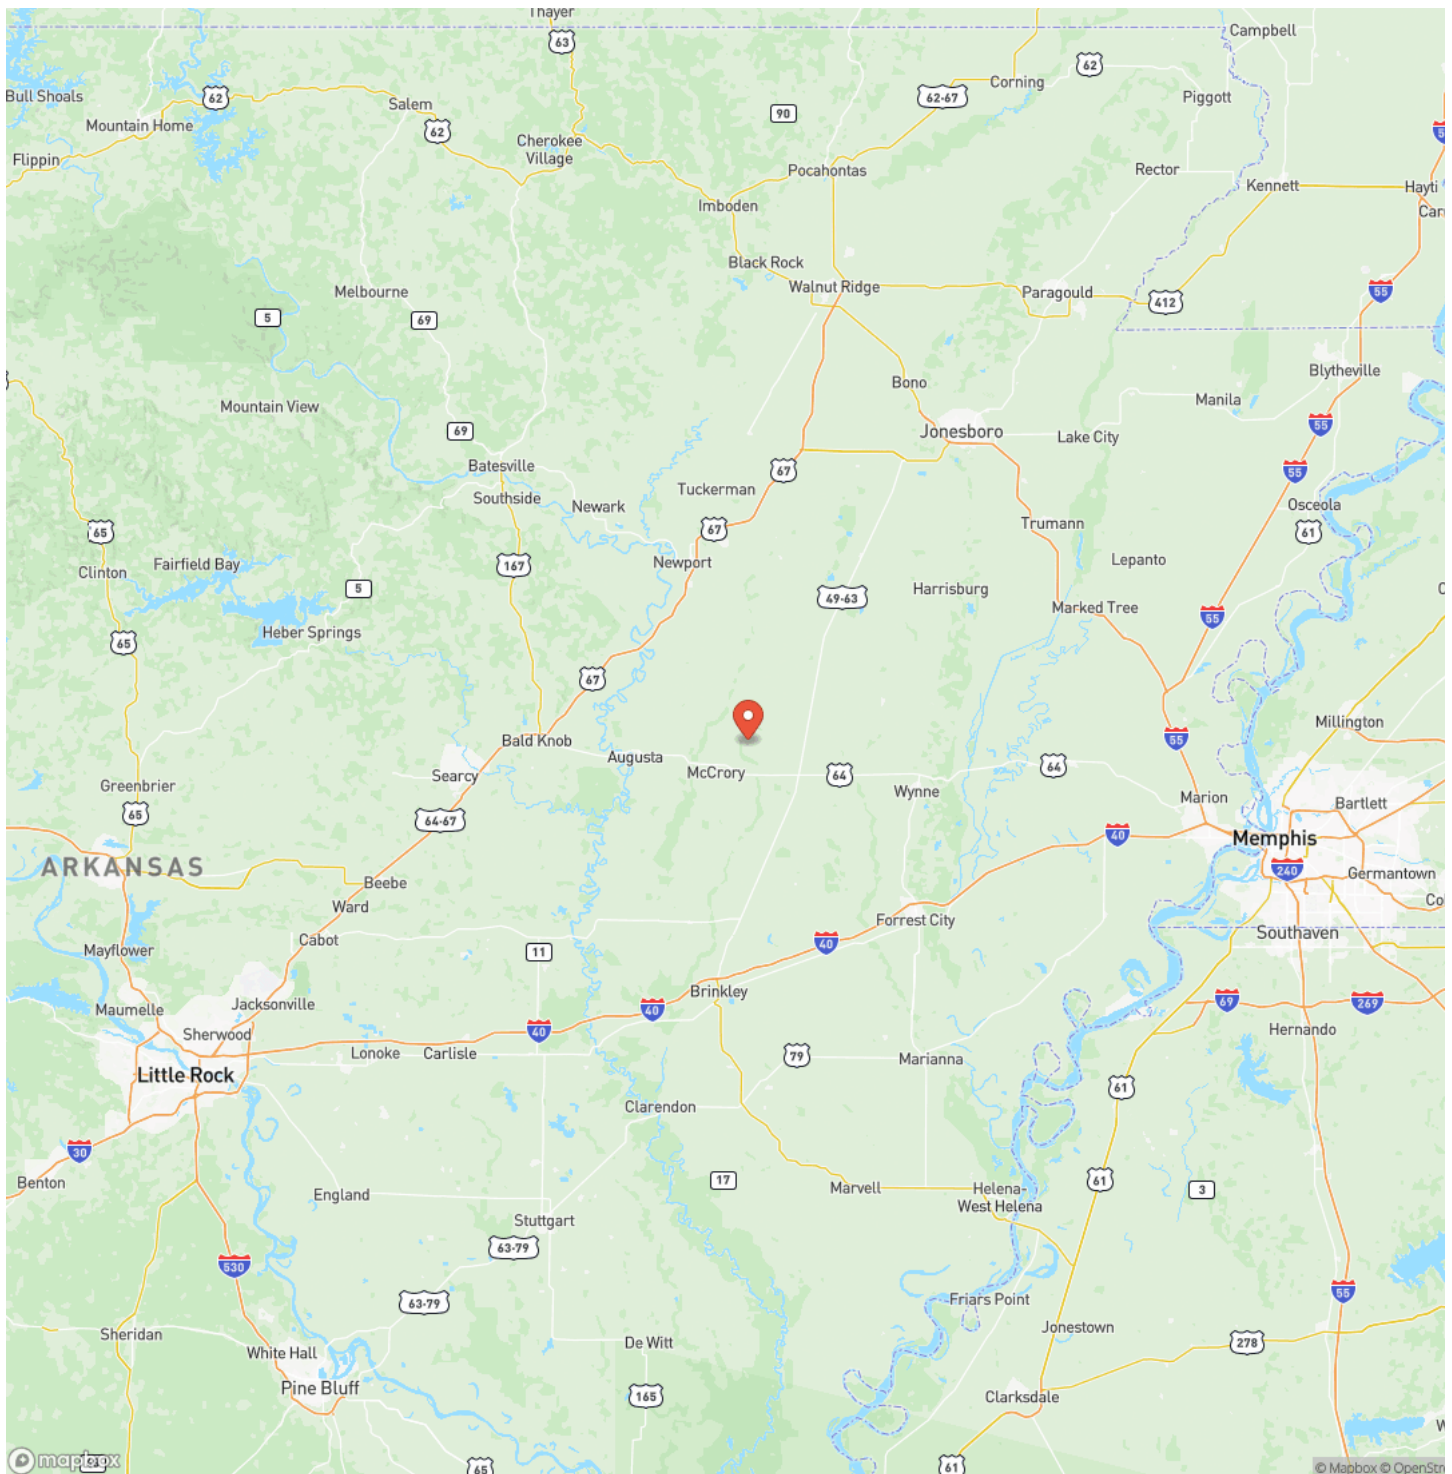 Thayer
63
Campbell
62
Bull Shoals
62
Corning
62-67
Piggott
Salem
Mountain Home
62
90
Cherokee
Village
Flippin
Pocahontas
Rector
Kennett
Hayti
Imboden
Black Rock
Walnut Ridge
Paragould
412
55
Melbourne
5
69
Bono
Blytheville
Mountain View
Manila
69
Jonesboro
Lake City
55
Batesville
67
55
Southside
Tuckerman
Newark
Osceola
65
67
Trumann
61
Clinton
Fairfield Bay
167
Newport
Lepanto
5
49-63
Harrisburg
Marked Tree
55
Heber Springs
65
67
Millington
Bald Knob
55
Augusta
McCrory
64
64
Searcy
Greenbrier
Wynne
Marion
Bartlett
65
64-67
40
Memphis
ARKANSAS
240
Germantown
Beebe
Ward
Forrest City
Cabot
40
Southaven
Mayflower
11
Brinkley
Jacksonville
Maumelle
40
69
269
Sherwood
40
Hernando
Lonoke
Carlisle
79
Marianna
Little Rock
61
Clarendon
30
Benton
17
Marvell
61
3
England
Helena-
West Helena
Stuttgart
63-79
530
55
63-79
Friars Point
Sheridan
Jonestown
White Hall
De Witt
278
Pine Bluff
165
Clarksdale
mapbox
65
61
© Mapbox © OpenStre